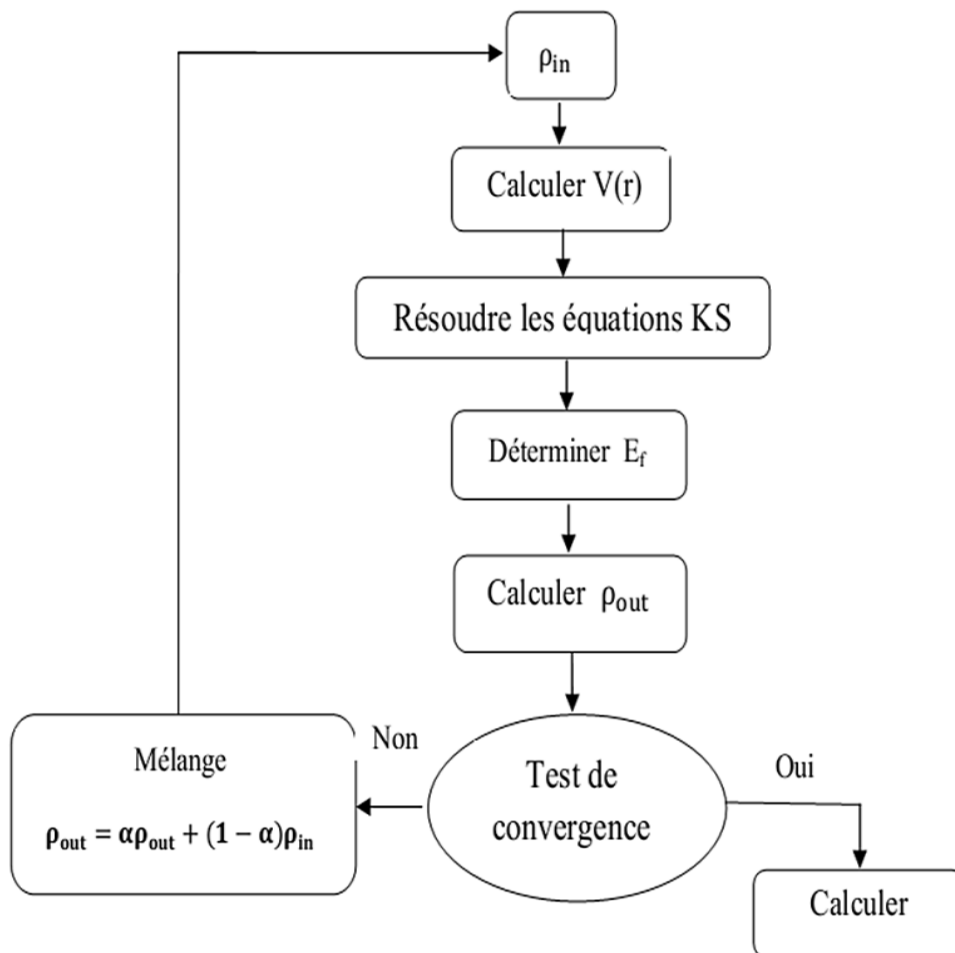 ρin
Calculer V(r)
Résoudre les équations KS
Déterminer Ef
Calculer ρout
Test de
convergence
Non
Mélange
ρout = αρout + (1 − α)ρin
Oui
Calculer